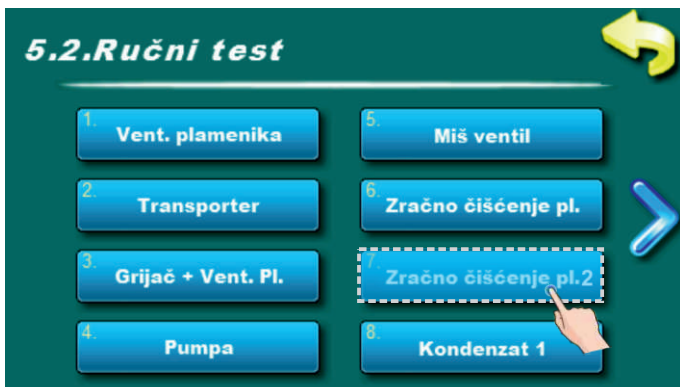 5.2.Ručni test
1.
Vent. plamenika
2.
Transporter
3.
Grijač + Vent. Pl.
4.
Pumpa
5.
Miš ventil
6.
Zračno čišćenje pl.
7.
Zračno čišćenje pl.2
8.
Kondenzat 1